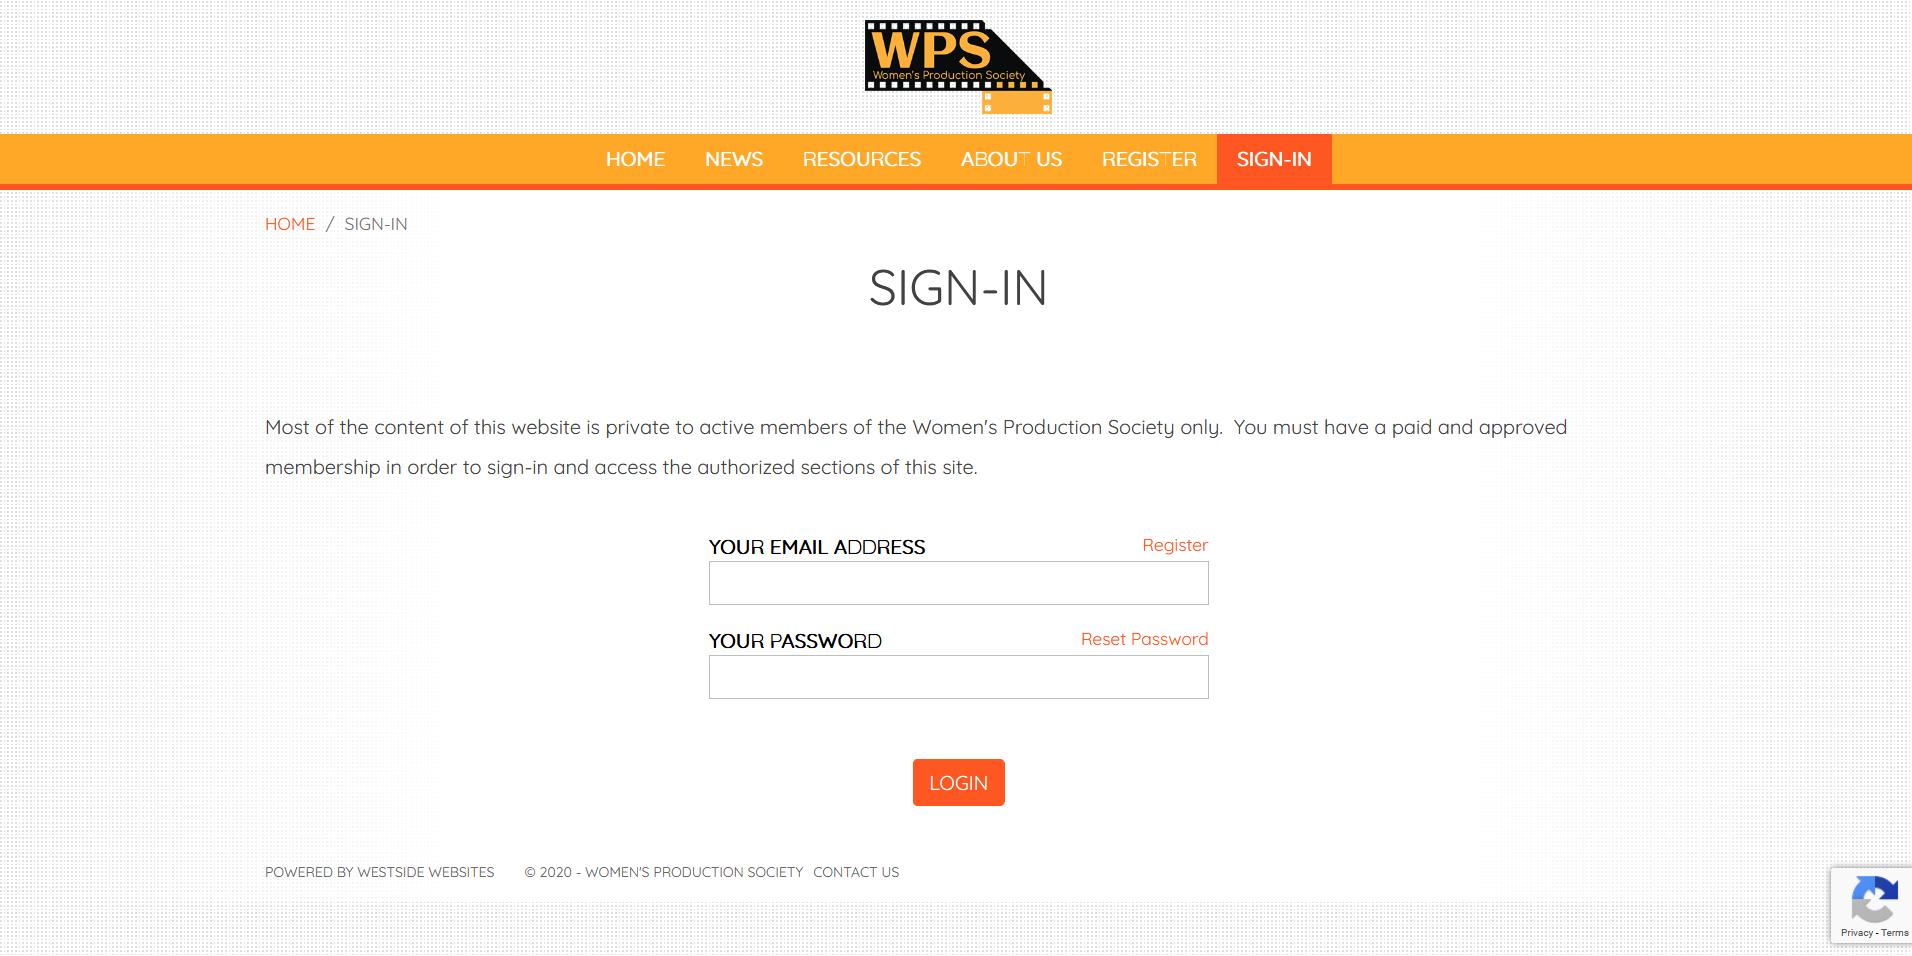 WPS
Women's Production Society
HOME NEWS RESOURCES ABOUT US REGISTER SIGN-IN
HOME / SIGN-IN
SIGN-IN
Most of the content of this website is private to active members of the Women's Production Society only. You must have a paid and approved
membership in order to sign-in and access the authorized sections of this site.
YOUR EMAIL ADDRESS Register
YOUR PASSWORD Reset Password
LOGIN
POWERED BY WESTSIDE WEBSITES © 2020 - WOMEN'S PRODUCTION SOCIETY CONTACT US
Privacy - Terms